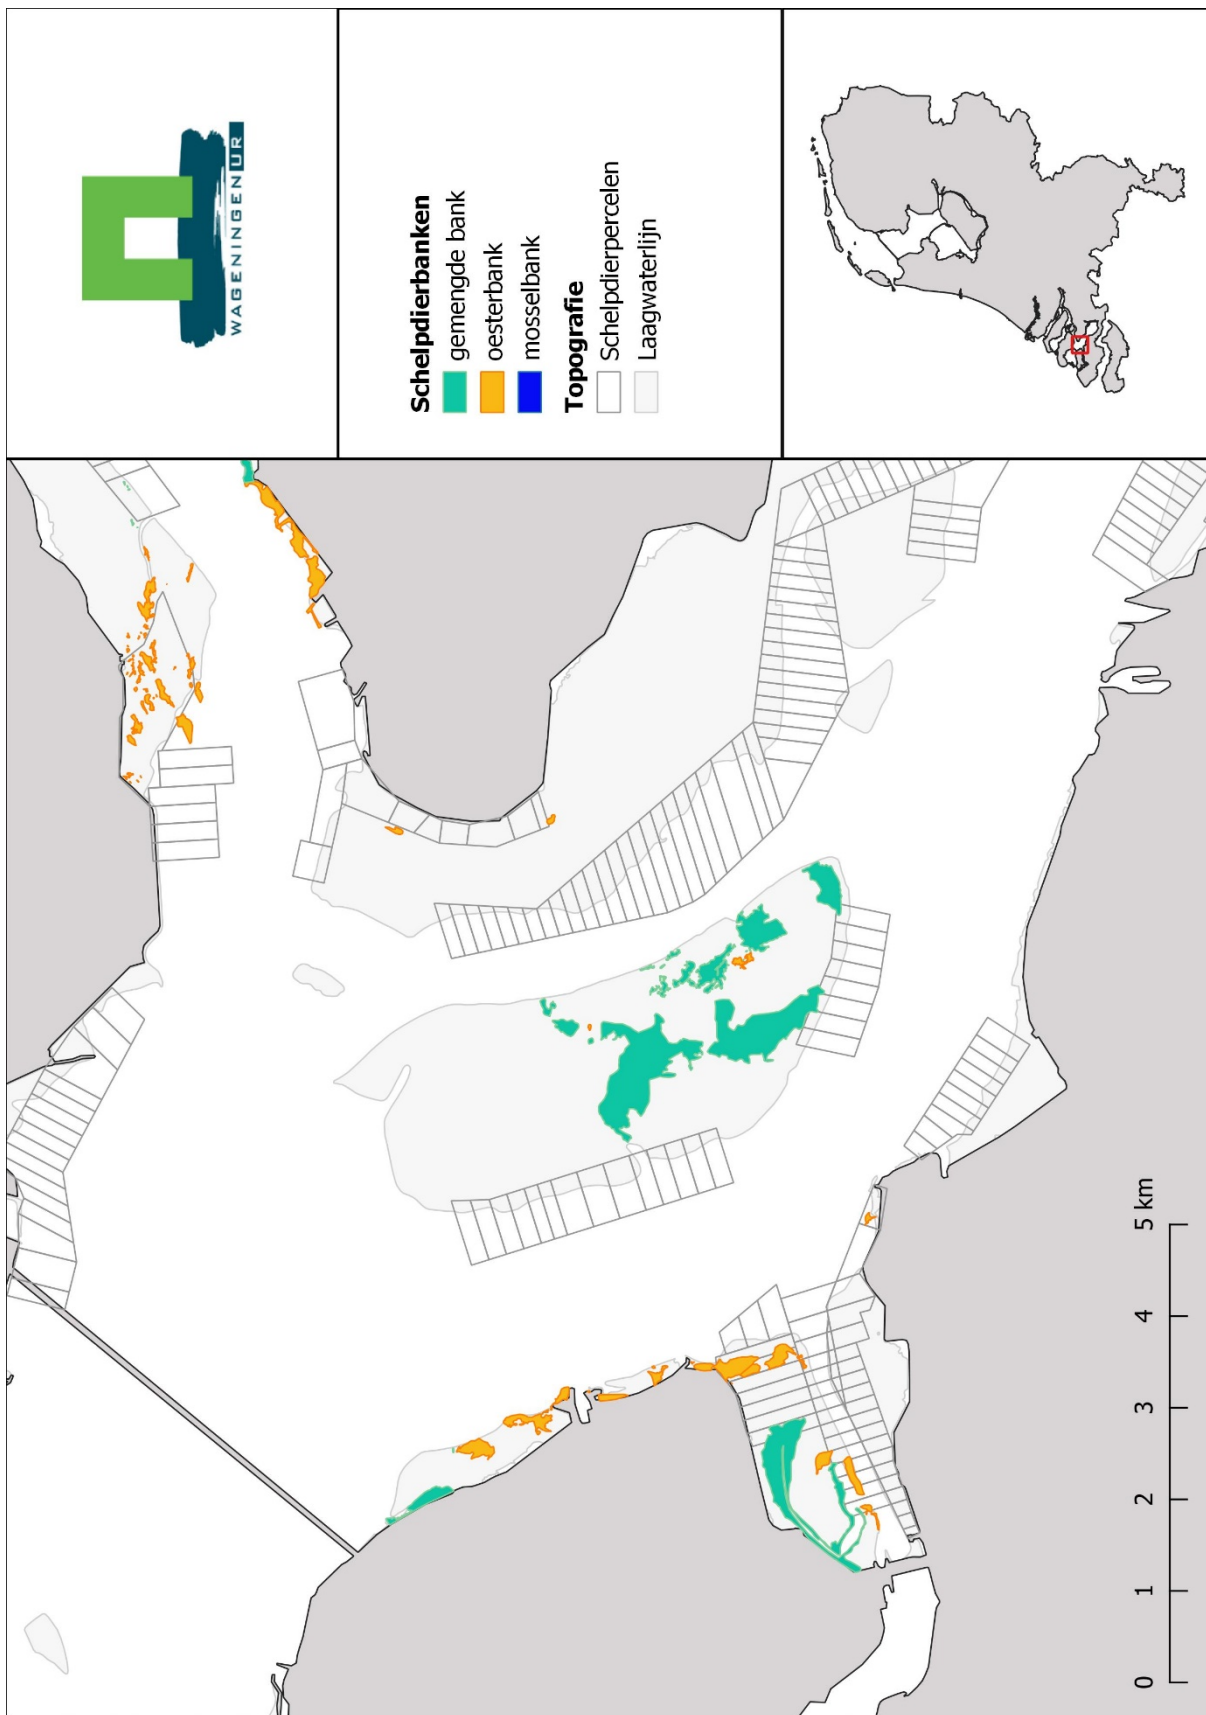 WAGENINGEN UR
Schelpdierbanken
gemengde bank
oesterbank
mosselbank
Topografie
Schelpdierpercelen
Laagwaterlijn
0 1 2 3 4 5 km